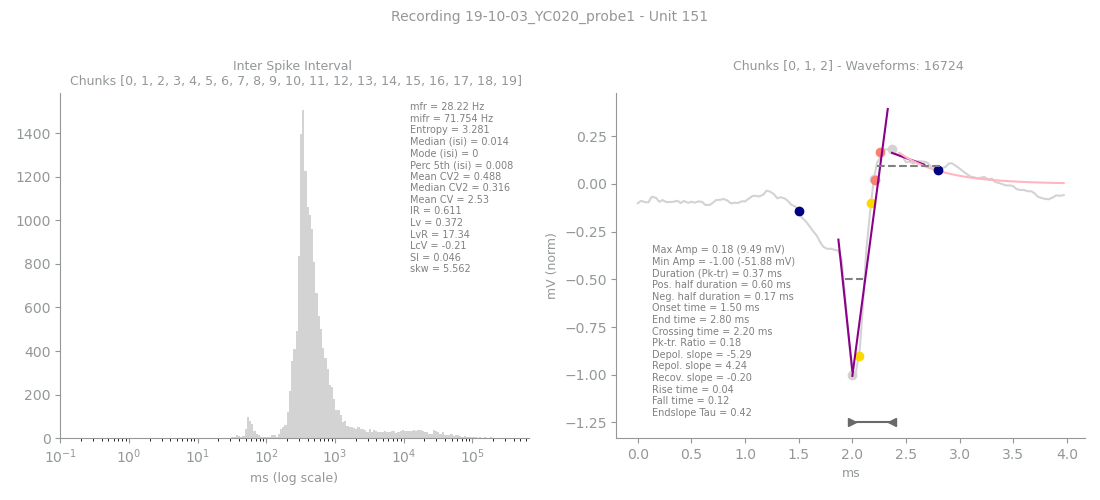 Recording 19-10-03_YC020_probe1 - Unit 151
Inter Spike Interval
Chunks [0, 1, 2, 3, 4, 5, 6, 7, 8, 9, 10, 11, 12, 13, 14, 15, 16, 17, 18, 19]
mfr = 28.22 Hz
mifr = 71.754 Hz
Entropy = 3.281
Median (isi) = 0.014
Mode (isi) = 0
Perc 5th (isi) = 0.008
Mean CV2 = 0.488
Median CV2 = 0.316
Mean CV = 2.53
IR = 0.611
Lv = 0.372
LvR = 17.34
LcV = -0.21
SI = 0.046
skw = 5.562
1400
1200
1000
800
600
400
200
0
10⁻¹ 10⁰ 10¹ 10² 10³ 10⁴ 10⁵
ms (log scale)
Chunks [0, 1, 2] - Waveforms: 16724
mV (norm)
0.25
0.00
−0.25
−0.50
−0.75
−1.00
−1.25
Max Amp = 0.18 (9.49 mV)
Min Amp = -1.00 (-51.88 mV)
Duration (Pk-tr) = 0.37 ms
Pos. half duration = 0.60 ms
Neg. half duration = 0.17 ms
Onset time = 1.50 ms
End time = 2.80 ms
Crossing time = 2.20 ms
Pk-tr. Ratio = 0.18
Depol. slope = -5.29
Repol. slope = 4.24
Recov. slope = -0.20
Rise time = 0.04
Fall time = 0.12
Endslope Tau = 0.42
0.0 0.5 1.0 1.5 2.0 2.5 3.0 3.5 4.0
ms